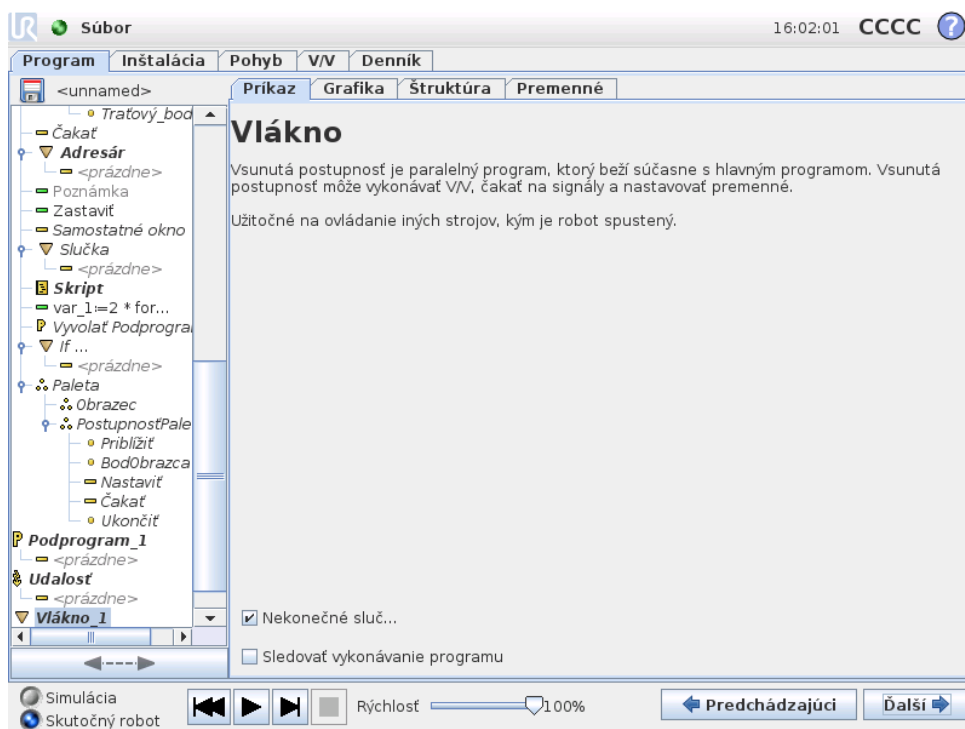 UR Súbor 16:02:01 CCCC ?
Program Inštalácia Pohyb V/V Denník
<unnamed> Príkaz Grafika Štruktúra Premenné
Traťový_bod
Čakať
Adresár
<prázdne>
Poznámka
Zastaviť
Samostatné okno
Slučka
<prázdne>
Skript
var_1≔2 * for...
Vyvolať Podprogra
If ...
<prázdne>
Paleta
Obrazec
PostupnosťPale
Priblížiť
BodObrazca
Nastaviť
Čakať
Ukončiť
Podprogram_1
<prázdne>
Udalosť
<prázdne>
Vlákno_1
Vlákno
Vsunutá postupnosť je paralelný program, ktorý beží súčasne s hlavným programom. Vsunutá
postupnosť môže vykonávať V/V, čakať na signály a nastavovať premenné.
Užitočné na ovládanie iných strojov, kým je robot spustený.
Nekonečné sluč...
Sledovať vykonávanie programu
Simulácia
Skutočný robot
Rýchlosť 100%
Predchádzajúci
Ďalší